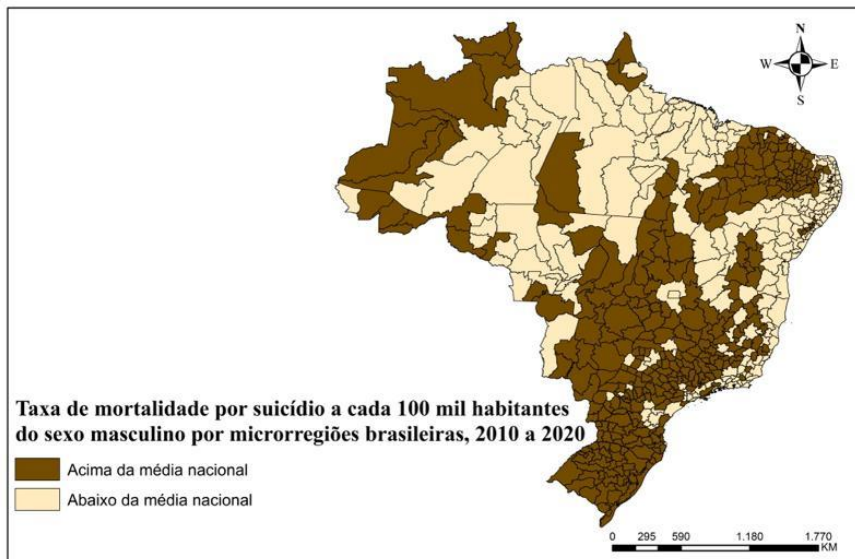 N
W E
S
Taxa de mortalidade por suicídio a cada 100 mil habitantes
do sexo masculino por microrregiões brasileiras, 2010 a 2020
Acima da média nacional
Abaixo da média nacional
0 295 590 1.180 1.770
KM